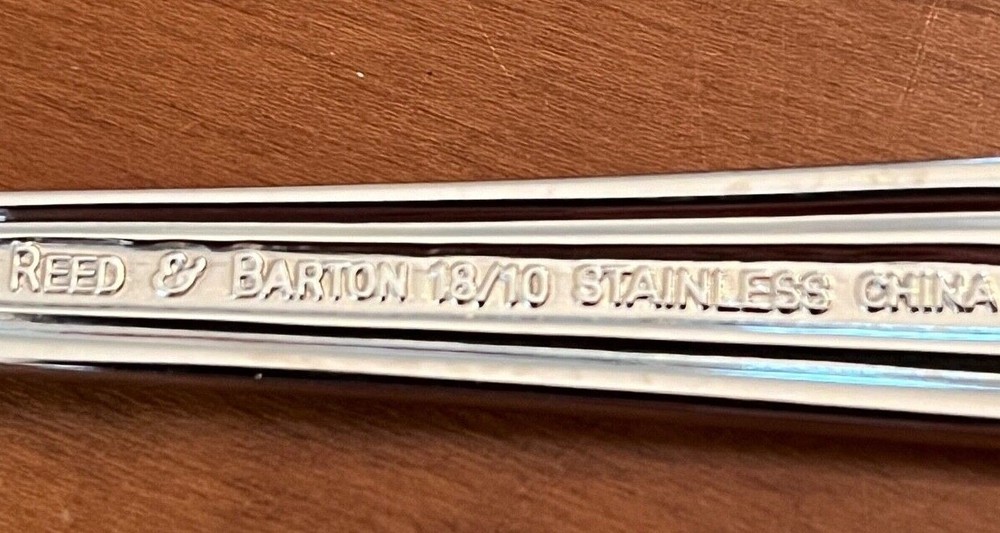 REED & BARTON 18/10 STAINLESS CHINA